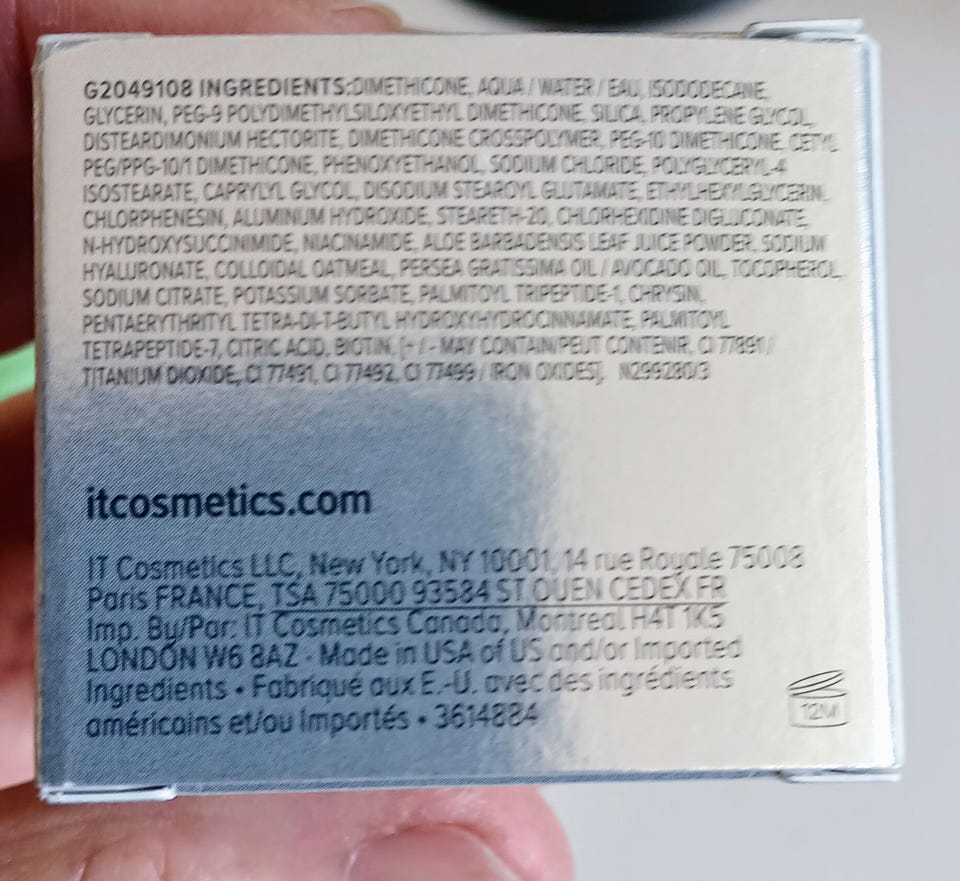 G2049108 INGREDIENTS:DIMETHICONE, AQUA / WATER / EAU, ISODODECANE,
GLYCERIN, PEG-9 POLYDIMETHYLSILOXYETHYL DIMETHICONE, SILICA, PROPYLENE GLYCOL,
DISTEARDIMONIUM HECTORITE, DIMETHICONE CROSSPOLYMER, PEG-10 DIMETHICONE, CETYL
PEG/PPG-10/1 DIMETHICONE, PHENOXYETHANOL, SODIUM CHLORIDE, POLYGLYCERYL-4
ISOSTEARATE, CAPRYLYL GLYCOL, DISODIUM STEAROYL GLUTAMATE, ETHYLHEXYLGLYCERIN,
CHLORPHENESIN, ALUMINUM HYDROXIDE, STEARETH-20, CHLORHEXIDINE DIGLUCONATE,
N-HYDROXYSUCCINIMIDE, NIACINAMIDE, ALOE BARBADENSIS LEAF JUICE POWDER, SODIUM
HYALURONATE, COLLOIDAL OATMEAL, PERSEA GRATISSIMA OIL / AVOCADO OIL, TOCOPHEROL,
SODIUM CITRATE, POTASSIUM SORBATE, PALMITOYL TRIPEPTIDE-1, CHRYSIN,
PENTAERYTHRITYL TETRA-DI-T-BUTYL HYDROXYHYDROCINNAMATE, PALMITOYL
TETRAPEPTIDE-7, CITRIC ACID, BIOTIN, [+ / - MAY CONTAIN/PEUT CONTENIR, CI 77891 /
TITANIUM DIOXIDE, CI 77491, CI 77492, CI 77499 / IRON OXIDES]. N299280/3
itcosmetics.com
IT Cosmetics LLC, New York, NY 10001, 14 rue Royale 75008
Paris FRANCE, TSA 75000 93584 ST OUEN CEDEX FR
Imp. By/Par: IT Cosmetics Canada, Montreal H4T 1K5
LONDON W6 8AZ · Made in USA of US and/or Imported
Ingredients • Fabriqué aux E.-U. avec des ingrédients
américains et/ou Importés • 3614884
12M